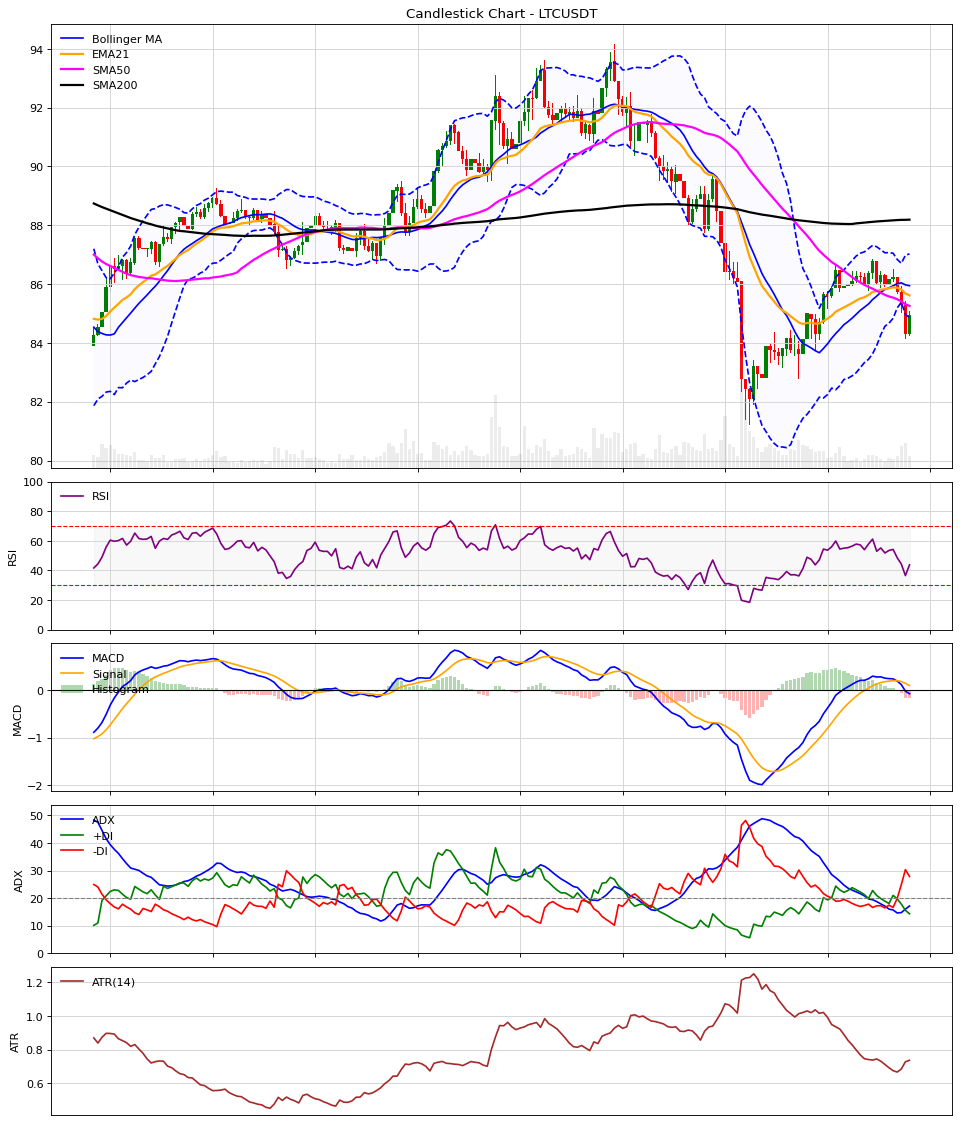 Candlestick Chart - LTCUSDT
Bollinger MA
EMA21
SMA50
SMA200
94
92
90
88
86
84
82
80
RSI
RSI
100
80
60
40
20
0
MACD
Signal
Histogram
MACD
0
−1
−2
ADX
+DI
-DI
ADX
50
40
30
20
10
0
ATR(14)
ATR
1.2
1.0
0.8
0.6